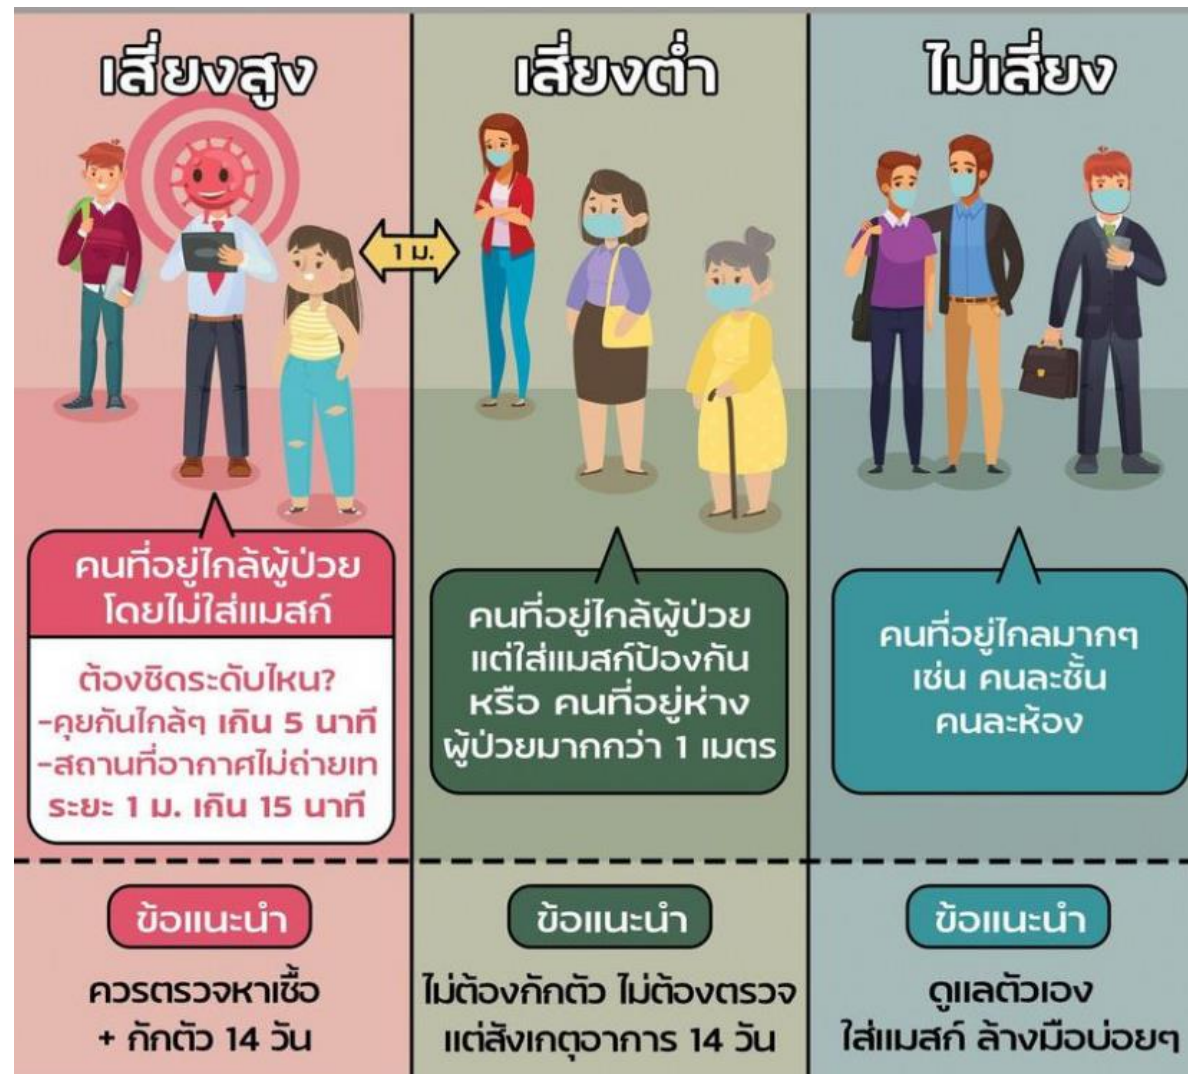 เสี่ยงสูง
เสี่ยงต่ำ
ไม่เสี่ยง
1 ม.
คนที่อยู่ใกล้ผู้ป่วย
โดยไม่ใส่แมสก์
ต้องชิดระดับไหน?
-คุยกันใกล้ๆ เกิน 5 นาที
-สถานที่อากาศไม่ถ่ายเท
ระยะ 1 ม. เกิน 15 นาที
คนที่อยู่ใกล้ผู้ป่วย
แต่ใส่แมสก์ป้องกัน
หรือ คนที่อยู่ห่าง
ผู้ป่วยมากกว่า 1 เมตร
คนที่อยู่ไกลมากๆ
เช่น คนละชั้น
คนละห้อง
ข้อแนะนำ
ควรตรวจหาเชื้อ
+ กักตัว 14 วัน
ข้อแนะนำ
ไม่ต้องกักตัว ไม่ต้องตรวจ
แต่สังเกตุอาการ 14 วัน
ข้อแนะนำ
ดูแลตัวเอง
ใส่แมสก์ ล้างมือบ่อยๆ